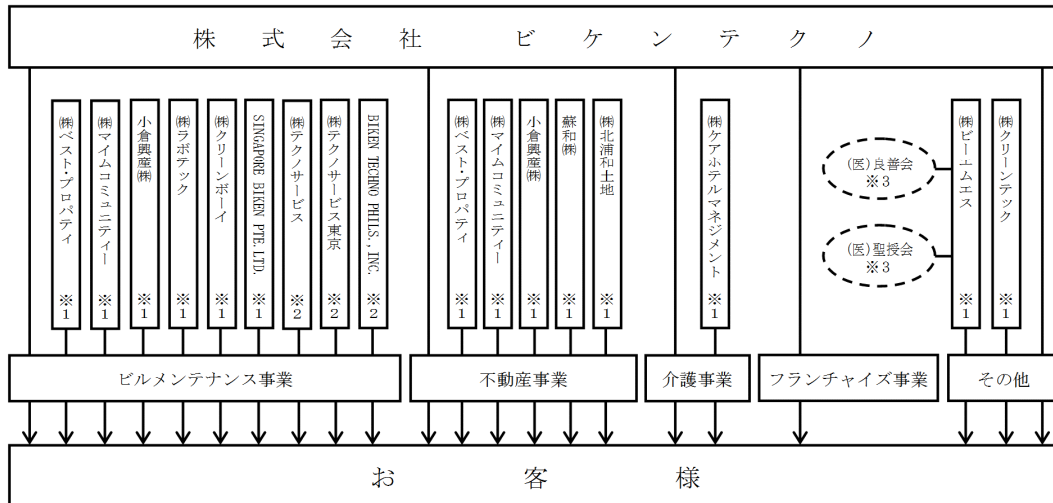 株式会社 ビケンテクノ
㈱ベスト・プロパティ ※1
㈱マイムコミュニティー ※1
小倉興産㈱ ※1
㈱ラボテック ※1
㈱クリーンボーイ ※1
SINGAPORE BIKEN PTE.LTD. ※1
㈱テクノサービス ※2
㈱テクノサービス東京 ※2
BIKEN TECHNO PHILS., INC. ※2
㈱ベスト・プロパティ ※1
㈱マイムコミュニティー ※1
小倉興産㈱ ※1
蘇和㈱ ※1
㈱北浦和土地 ※1
㈱ケアホテルマネジメント ※1
(医)良善会
※3
(医)聖授会
※3
㈱ビーエムエス ※1
㈱クリーンテック ※1
ビルメンテナンス事業
不動産事業
介護事業
フランチャイズ事業
その他
お客様